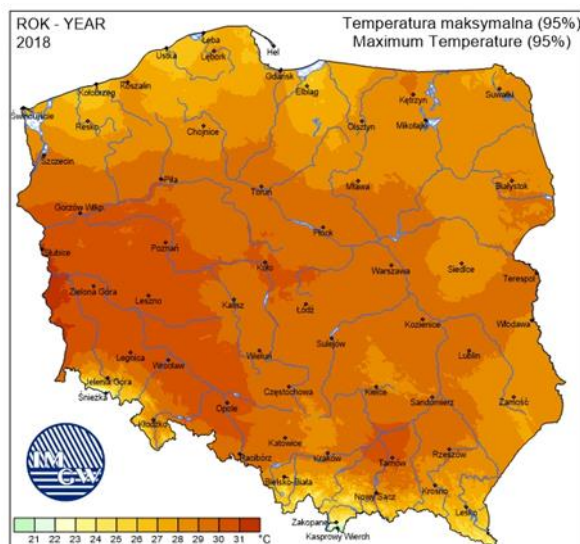 ROK - YEAR
2018
Temperatura maksymalna (95%)
Maximum Temperature (95%)
Łeba
Hel
Ustka
Lębork
Gdańsk
Kołobrzeg
Koszalin
Elbląg
Kętrzyn
Suwałki
Świnoujście
Resko
Chojnice
Olsztyn
Mikołajki
Szczecin
Piła
Toruń
Mława
Białystok
Gorzów Wlkp.
Słubice
Poznań
Płock
Koło
Warszawa
Siedlce
Terespol
Zielona Góra
Leszno
Kalisz
Łódź
Kozienice
Włodawa
Sulejów
Legnica
Wrocław
Wieluń
Lublin
Jelenia Góra
Śnieżka
Częstochowa
Kielce
Sandomierz
Zamość
Opole
Kłodzko
Katowice
Racibórz
Kraków
Tarnów
Rzeszów
Bielsko-Biała
Nowy Sącz
Krosno
Lesko
Zakopane
Kasprowy Wierch
IM
GW
21 22 23 24 25 26 27 28 29 30 31 °C